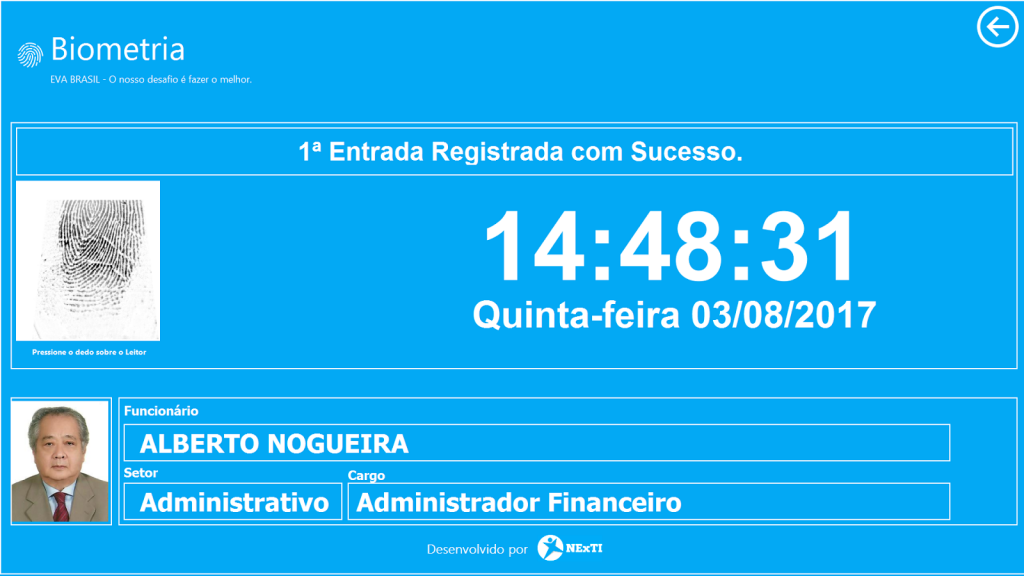 Biometria
EVA BRASIL - O nosso desafio é fazer o melhor.
1ª Entrada Registrada com Sucesso.
14:48:31
Quinta-feira 03/08/2017
Pressione o dedo sobre o Leitor
Funcionário
ALBERTO NOGUEIRA
Setor
Cargo
Administrativo
Administrador Financeiro
Desenvolvido por NExTI